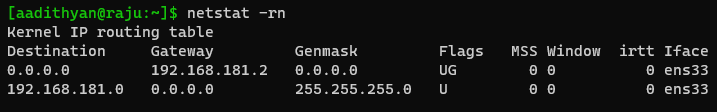 [aadithyan@raju:~]$ netstat -rn
Kernel IP routing table
Destination     Gateway         Genmask         Flags   MSS Window  irtt Iface
0.0.0.0         192.168.181.2   0.0.0.0         UG        0 0          0 ens33
192.168.181.0   0.0.0.0         255.255.255.0   U         0 0          0 ens33